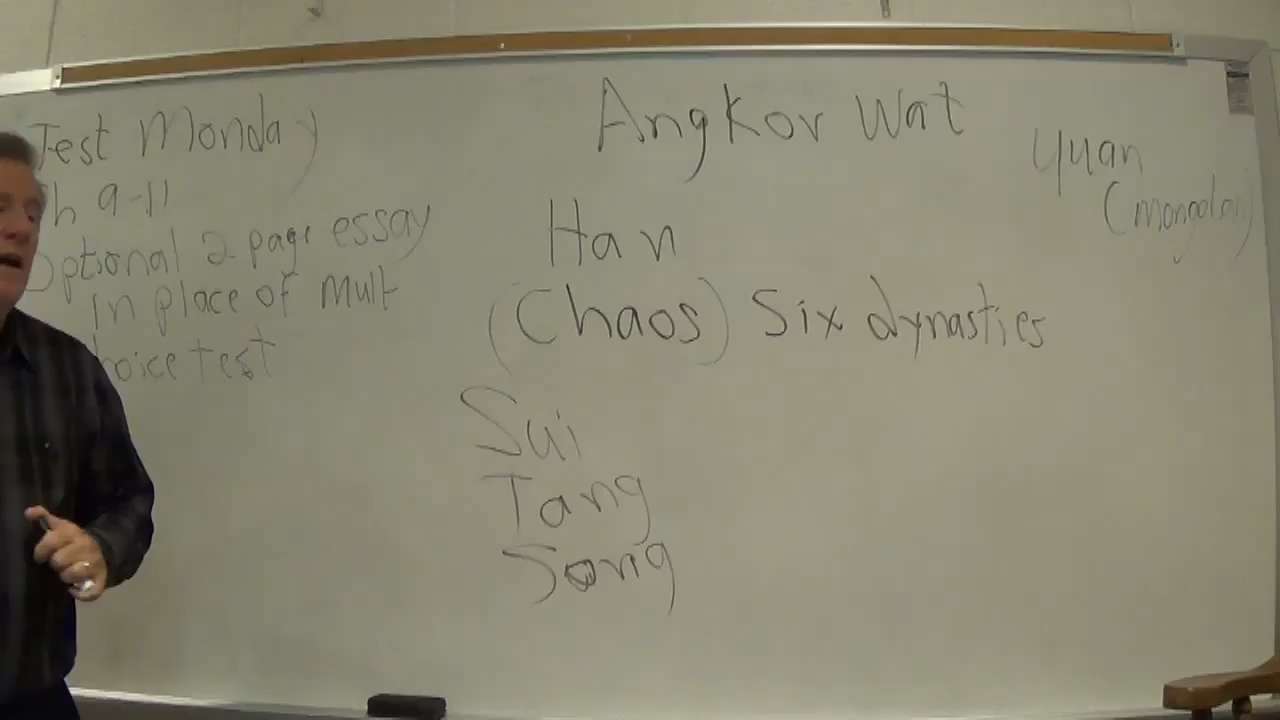 Test Monday
Ch 9-11
Optional 2 page essay
in place of mult
choice test
Angkor Wat
Han
(Chaos) Six dynasties
Sui
Tang
Song
Yuan